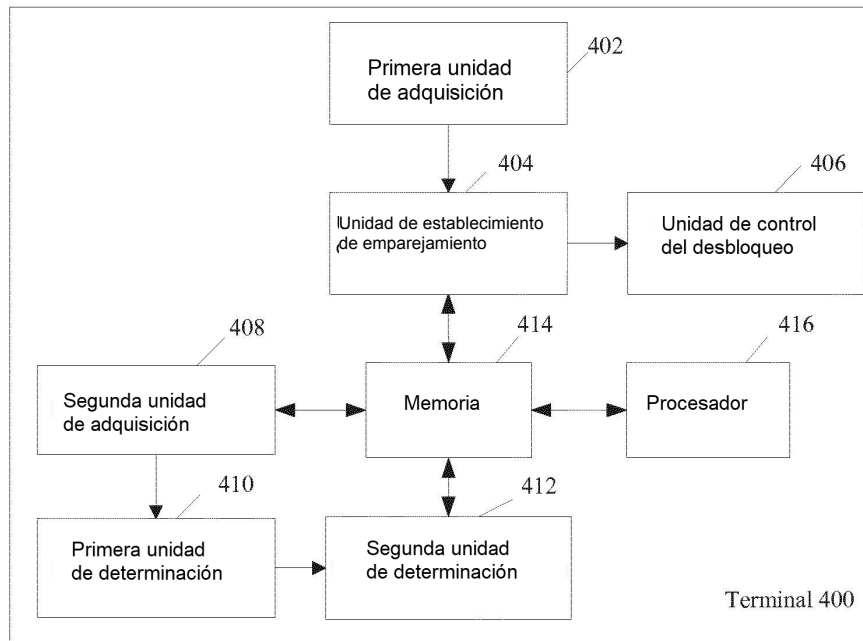 402
Primera unidad
de adquisición
404
406
Unidad de establecimiento
de emparejamiento
Unidad de control
del desbloqueo
408
414
416
Segunda unidad
de adquisición
Memoria
Procesador
410
412
Primera unidad
de determinación
Segunda unidad
de determinación
Terminal 400